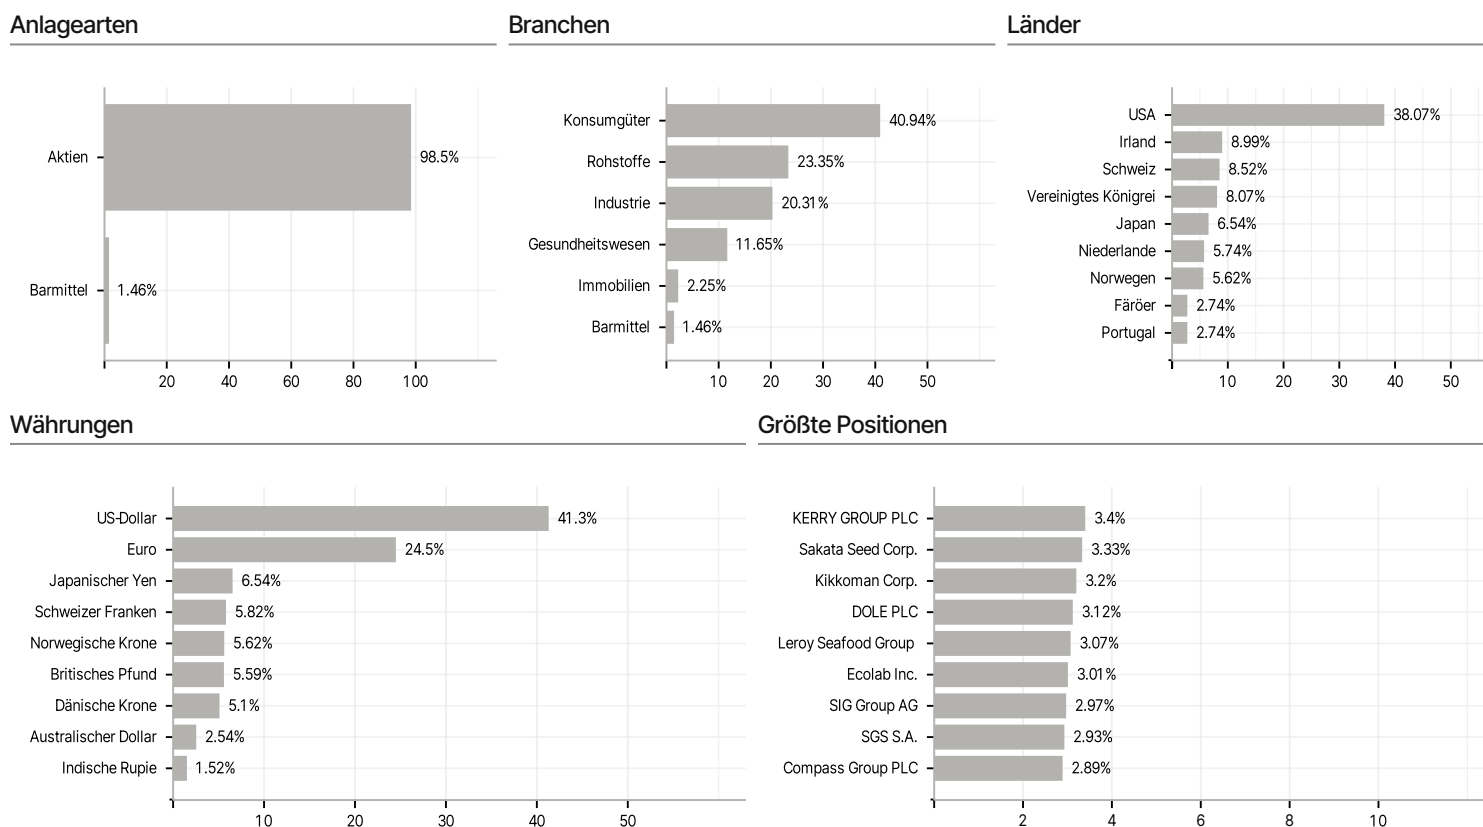 Anlagearten
Aktien 98.5%
Barmittel 1.46%
20 40 60 80 100
Branchen
Konsumgüter 40.94%
Rohstoffe 23.35%
Industrie 20.31%
Gesundheitswesen 11.65%
Immobilien 2.25%
Barmittel 1.46%
10 20 30 40 50
Länder
USA 38.07%
Irland 8.99%
Schweiz 8.52%
Vereinigtes Königrei 8.07%
Japan 6.54%
Niederlande 5.74%
Norwegen 5.62%
Färöer 2.74%
Portugal 2.74%
10 20 30 40 50
Währungen
US-Dollar 41.3%
Euro 24.5%
Japanischer Yen 6.54%
Schweizer Franken 5.82%
Norwegische Krone 5.62%
Britisches Pfund 5.59%
Dänische Krone 5.1%
Australischer Dollar 2.54%
Indische Rupie 1.52%
10 20 30 40 50
Größte Positionen
KERRY GROUP PLC 3.4%
Sakata Seed Corp. 3.33%
Kikkoman Corp. 3.2%
DOLE PLC 3.12%
Leroy Seafood Group 3.07%
Ecolab Inc. 3.01%
SIG Group AG 2.97%
SGS S.A. 2.93%
Compass Group PLC 2.89%
2 4 6 8 10